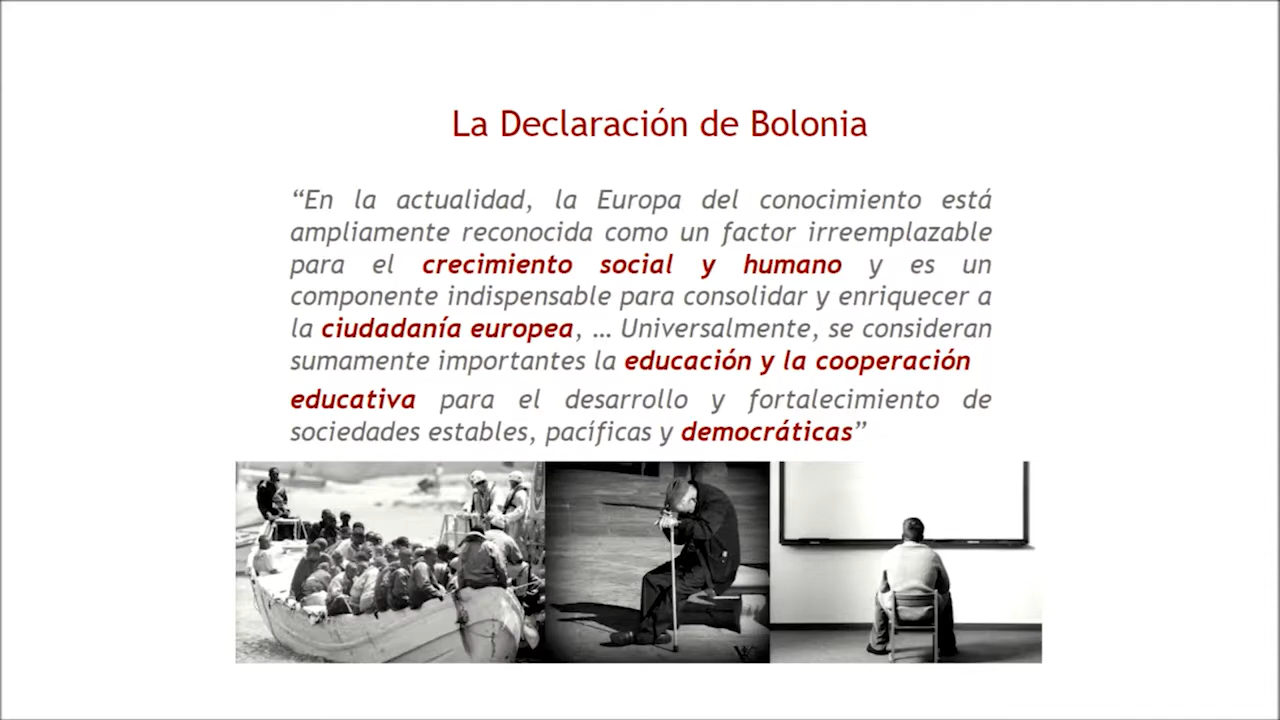 La Declaración de Bolonia
“En la actualidad, la Europa del conocimiento está
ampliamente reconocida como un factor irreemplazable
para el crecimiento social y humano y es un
componente indispensable para consolidar y enriquecer a
la ciudadanía europea, … Universalmente, se consideran
sumamente importantes la educación y la cooperación
educativa para el desarrollo y fortalecimiento de
sociedades estables, pacíficas y democráticas”